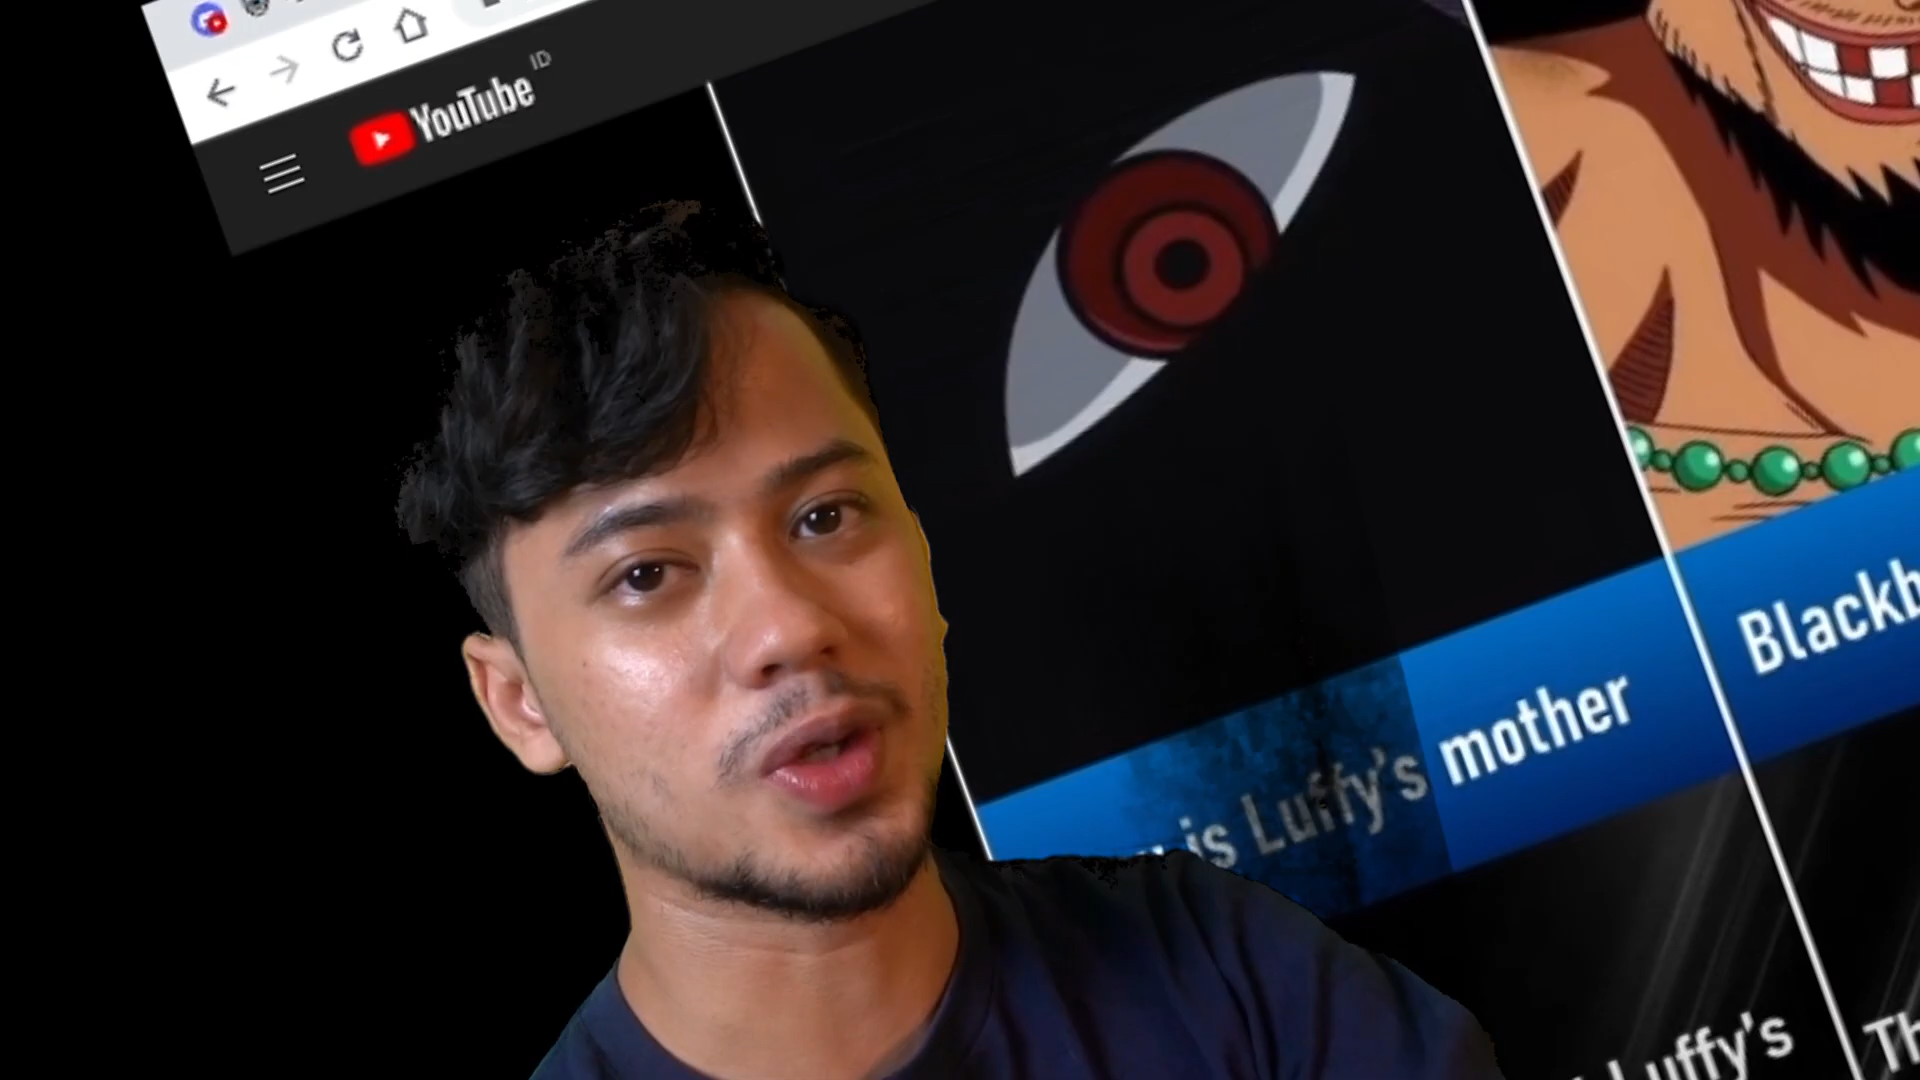 YouTube ID
is Luffy's mother
Blackb
Luffy's
Th